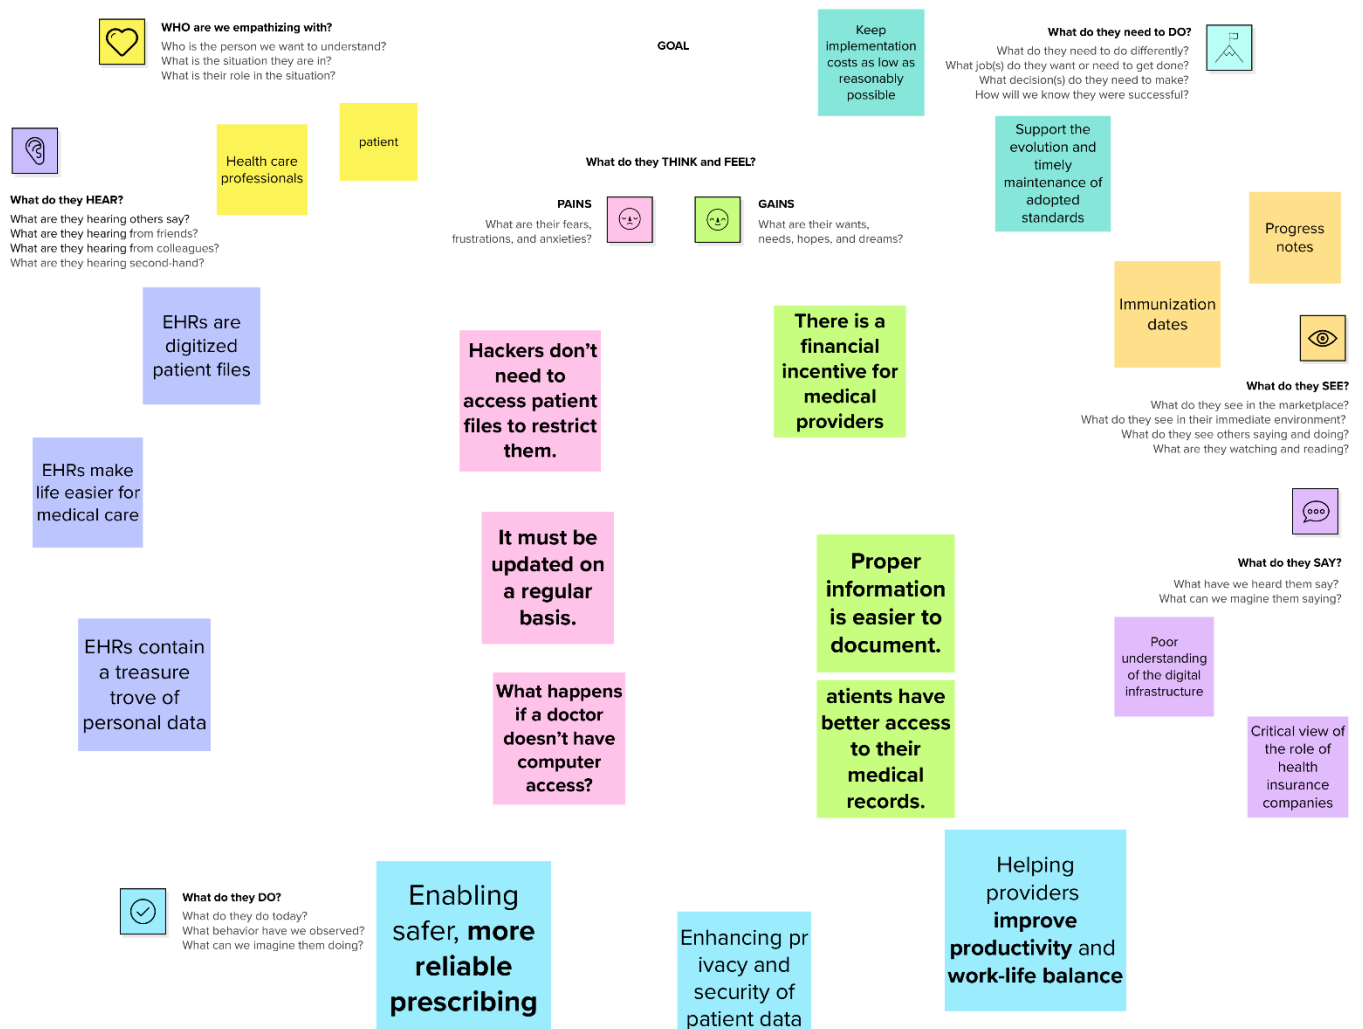 WHO are we empathizing with?
Who is the person we want to understand?
What is the situation they are in?
What is their role in the situation?
GOAL
Keep
implementation
costs as low as
reasonably
possible
What do they need to DO?
What do they need to do differently?
What job(s) do they want or need to get done?
What decision(s) do they need to make?
How will we know they were successful?
Health care
professionals
patient
Support the
evolution and
timely
maintenance of
adopted
standards
What do they HEAR?
What are they hearing others say?
What are they hearing from friends?
What are they hearing from colleagues?
What are they hearing second-hand?
What do they THINK and FEEL?
PAINS
What are their fears,
frustrations, and anxieties?
GAINS
What are their wants,
needs, hopes, and dreams?
Progress
notes
Immunization
dates
EHRs are
digitized
patient files
EHRs make
life easier for
medical care
EHRs contain
a treasure
trove of
personal data
Hackers don't
need to
access patient
files to restrict
them.
It must be
updated on
a regular
basis.
What happens
if a doctor
doesn't have
computer
access?
There is a
financial
incentive for
medical
providers
Proper
information
is easier to
document.
atients have
better access
to their
medical
records.
What do they SEE?
What do they see in the marketplace?
What do they see in their immediate environment?
What do they see others saying and doing?
What are they watching and reading?
What do they SAY?
What have we heard them say?
What can we magine them saying?
Poor
understanding
of the digital
infrastructure
Critical view of
the role of
health
insurance
companies
What do they DO?
What do they do today?
What behavior have we observed?
What can we imagine them doing?
Enabling
safer, more
reliable
prescribing
Enhancing pr
ivacy and
security of
patient data
Helping
providers
improve
productivity and
work-life balance